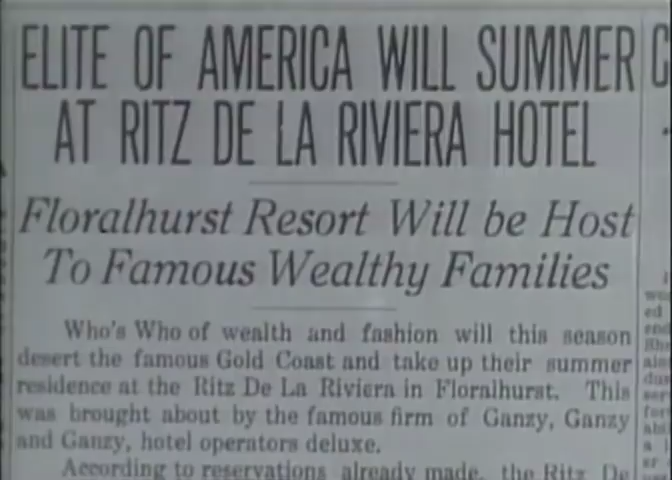 ELITE OF AMERICA WILL SUMMER
AT RITZ DE LA RIVIERA HOTEL
Floralhurst Resort Will be Host
To Famous Wealthy Families
Who's Who of wealth and fashion will this season
desert the famous Gold Coast and take up their summer
residence at the Ritz De La Riviera in Floralhurst. This
was brought about by the famous firm of Ganzy, Ganzy
and Ganzy, hotel operators deluxe.
According to reservations already made, the Ritz De